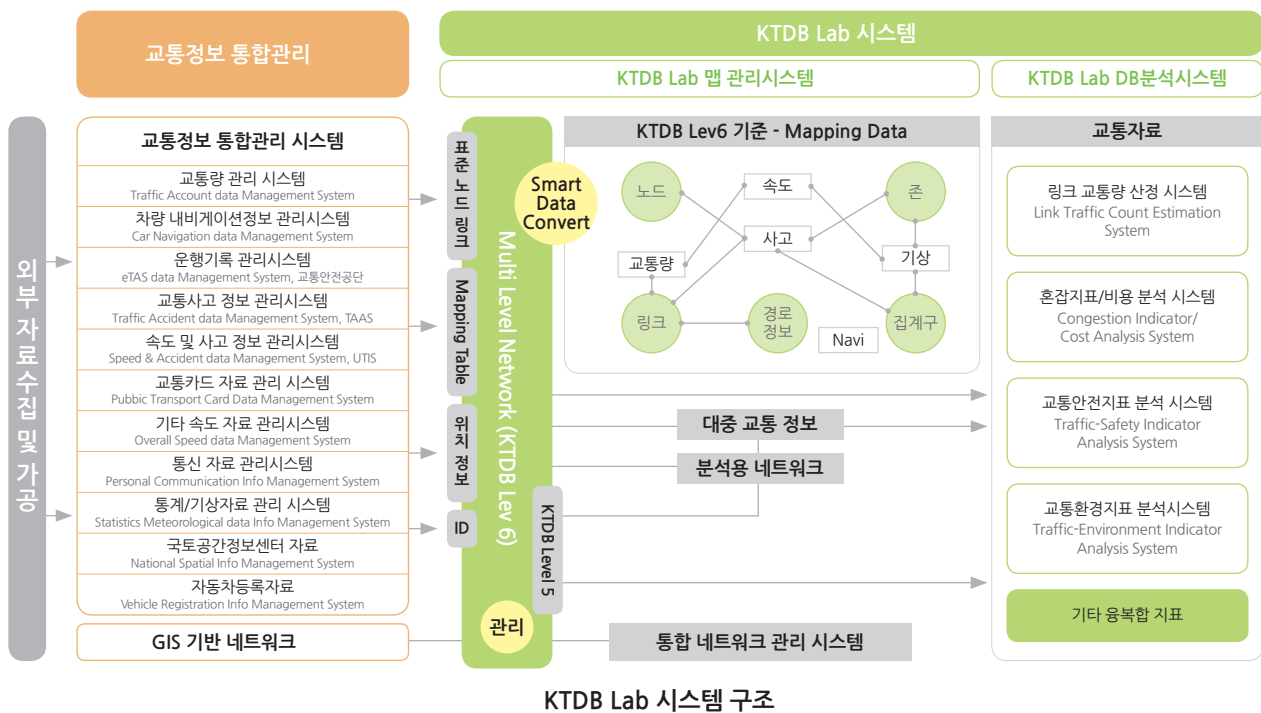 교통정보 통합관리
KTDB Lab 시스템
KTDB Lab 맵 관리시스템
KTDB Lab DB분석시스템
외부 자료수집 및 가공
교통정보 통합관리 시스템
교통량 관리 시스템
Traffic Account data Management System
차량 내비게이션정보 관리시스템
Car Navigation data Management System
운행기록 관리시스템
eTAS data Management System, 교통안전공단
교통사고 정보 관리시스템
Traffic Accident data Management System, TAAS
속도 및 사고 정보 관리시스템
Speed & Accident data Management System, UTIS
교통카드 자료 관리 시스템
Pubbic Transport Card Data Management System
기타 속도 자료 관리시스템
Overall Speed data Management System
통신 자료 관리시스템
Personal Communication Info Management System
통계/기상자료 관리 시스템
Statistics Meteorological data Info Management System
국토공간정보센터 자료
National Spatial Info Management System
자동차등록자료
Vehicle Registration Info Management System
GIS 기반 네트워크
표준 노드 링크
Mapping Table
위치 정보
ID
Multi Level Network (KTDB Lev 6)
Smart
Data
Convert
KTDB Level 5
관리
KTDB Lev6 기준 - Mapping Data
노드
속도
존
사고
교통량
기상
링크
경로
정보
집계구
Navi
대중 교통 정보
분석용 네트워크
통합 네트워크 관리 시스템
교통자료
링크 교통량 산정 시스템
Link Traffic Count Estimation
System
혼잡지표/비용 분석 시스템
Congestion Indicator/
Cost Analysis System
교통안전지표 분석 시스템
Traffic-Safety Indicator
Analysis System
교통환경지표 분석시스템
Traffic-Environment Indicator
Analysis System
기타 융복합 지표
KTDB Lab 시스템 구조